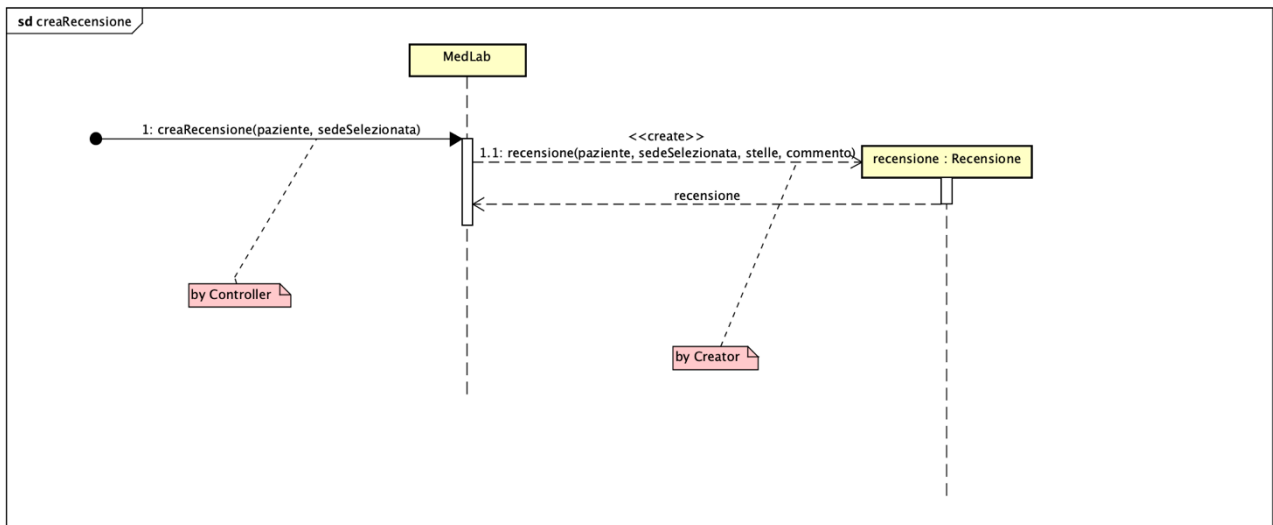 sd creaRecensione
MedLab
1: creaRecensione(paziente, sedeSelezionata)
<<create>>
1.1: recensione(paziente, sedeSelezionata, stelle, commento)
recensione : Recensione
recensione
by Controller
by Creator